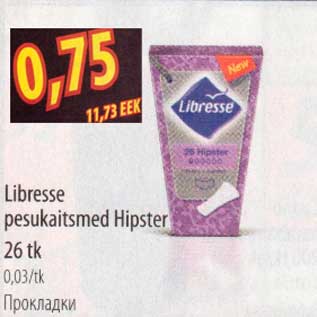 0,75
11,73 EEK
New
Libresse
26 Hipster
Libresse
pesukaitsmed Hipster
26 tk
0,03/tk
Прокладки